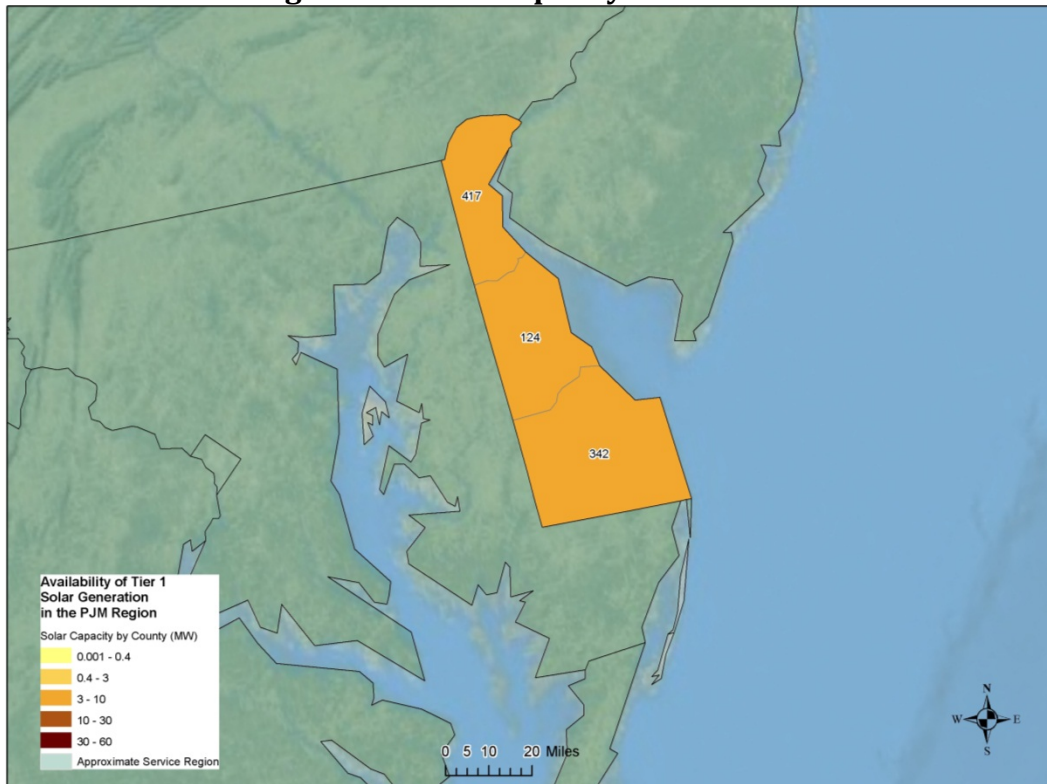 417
124
342
Availability of Tier 1
Solar Generation
in the PJM Region
Solar Capacity by County (MW)
0.001 - 0.4
0.4 - 3
3 - 10
10 - 30
30 - 60
Approximate Service Region
0 5 10 20 Miles
N
W E
S